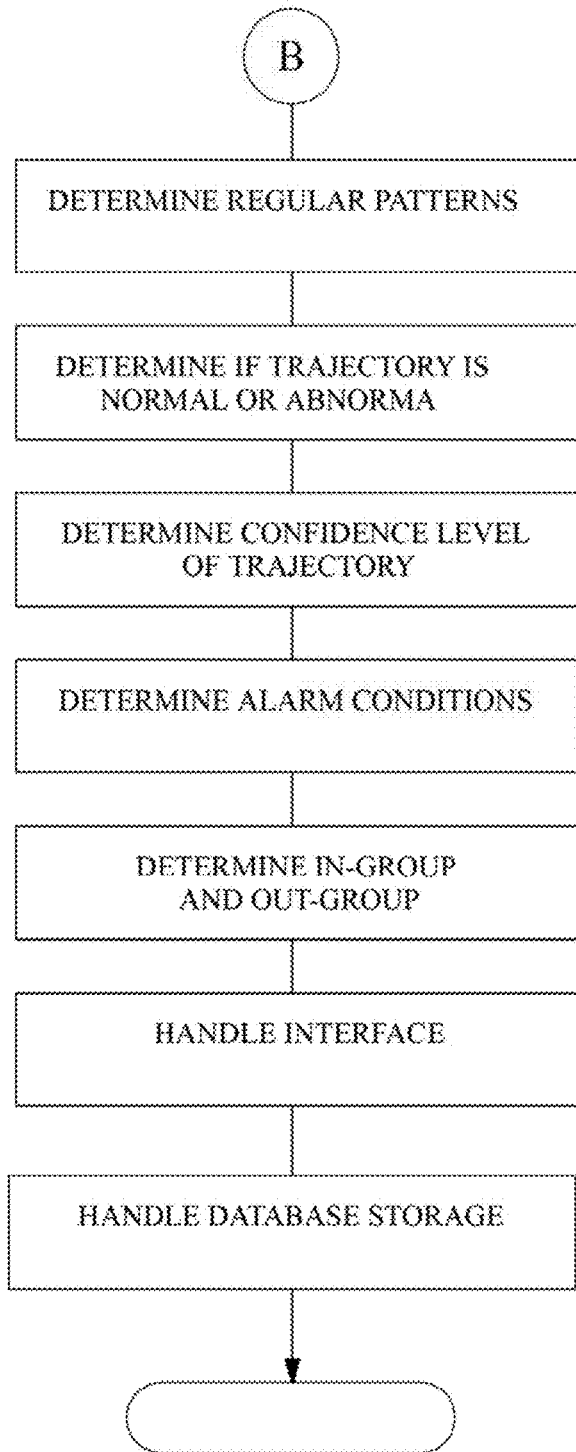 B
DETERMINE REGULAR PATTERNS
DETERMINE IF TRAJECTORY IS
NORMAL OR ABNORMA
DETERMINE CONFIDENCE LEVEL
OF TRAJECTORY
DETERMINE ALARM CONDITIONS
DETERMINE IN-GROUP
AND OUT-GROUP
HANDLE INTERFACE
HANDLE DATABASE STORAGE